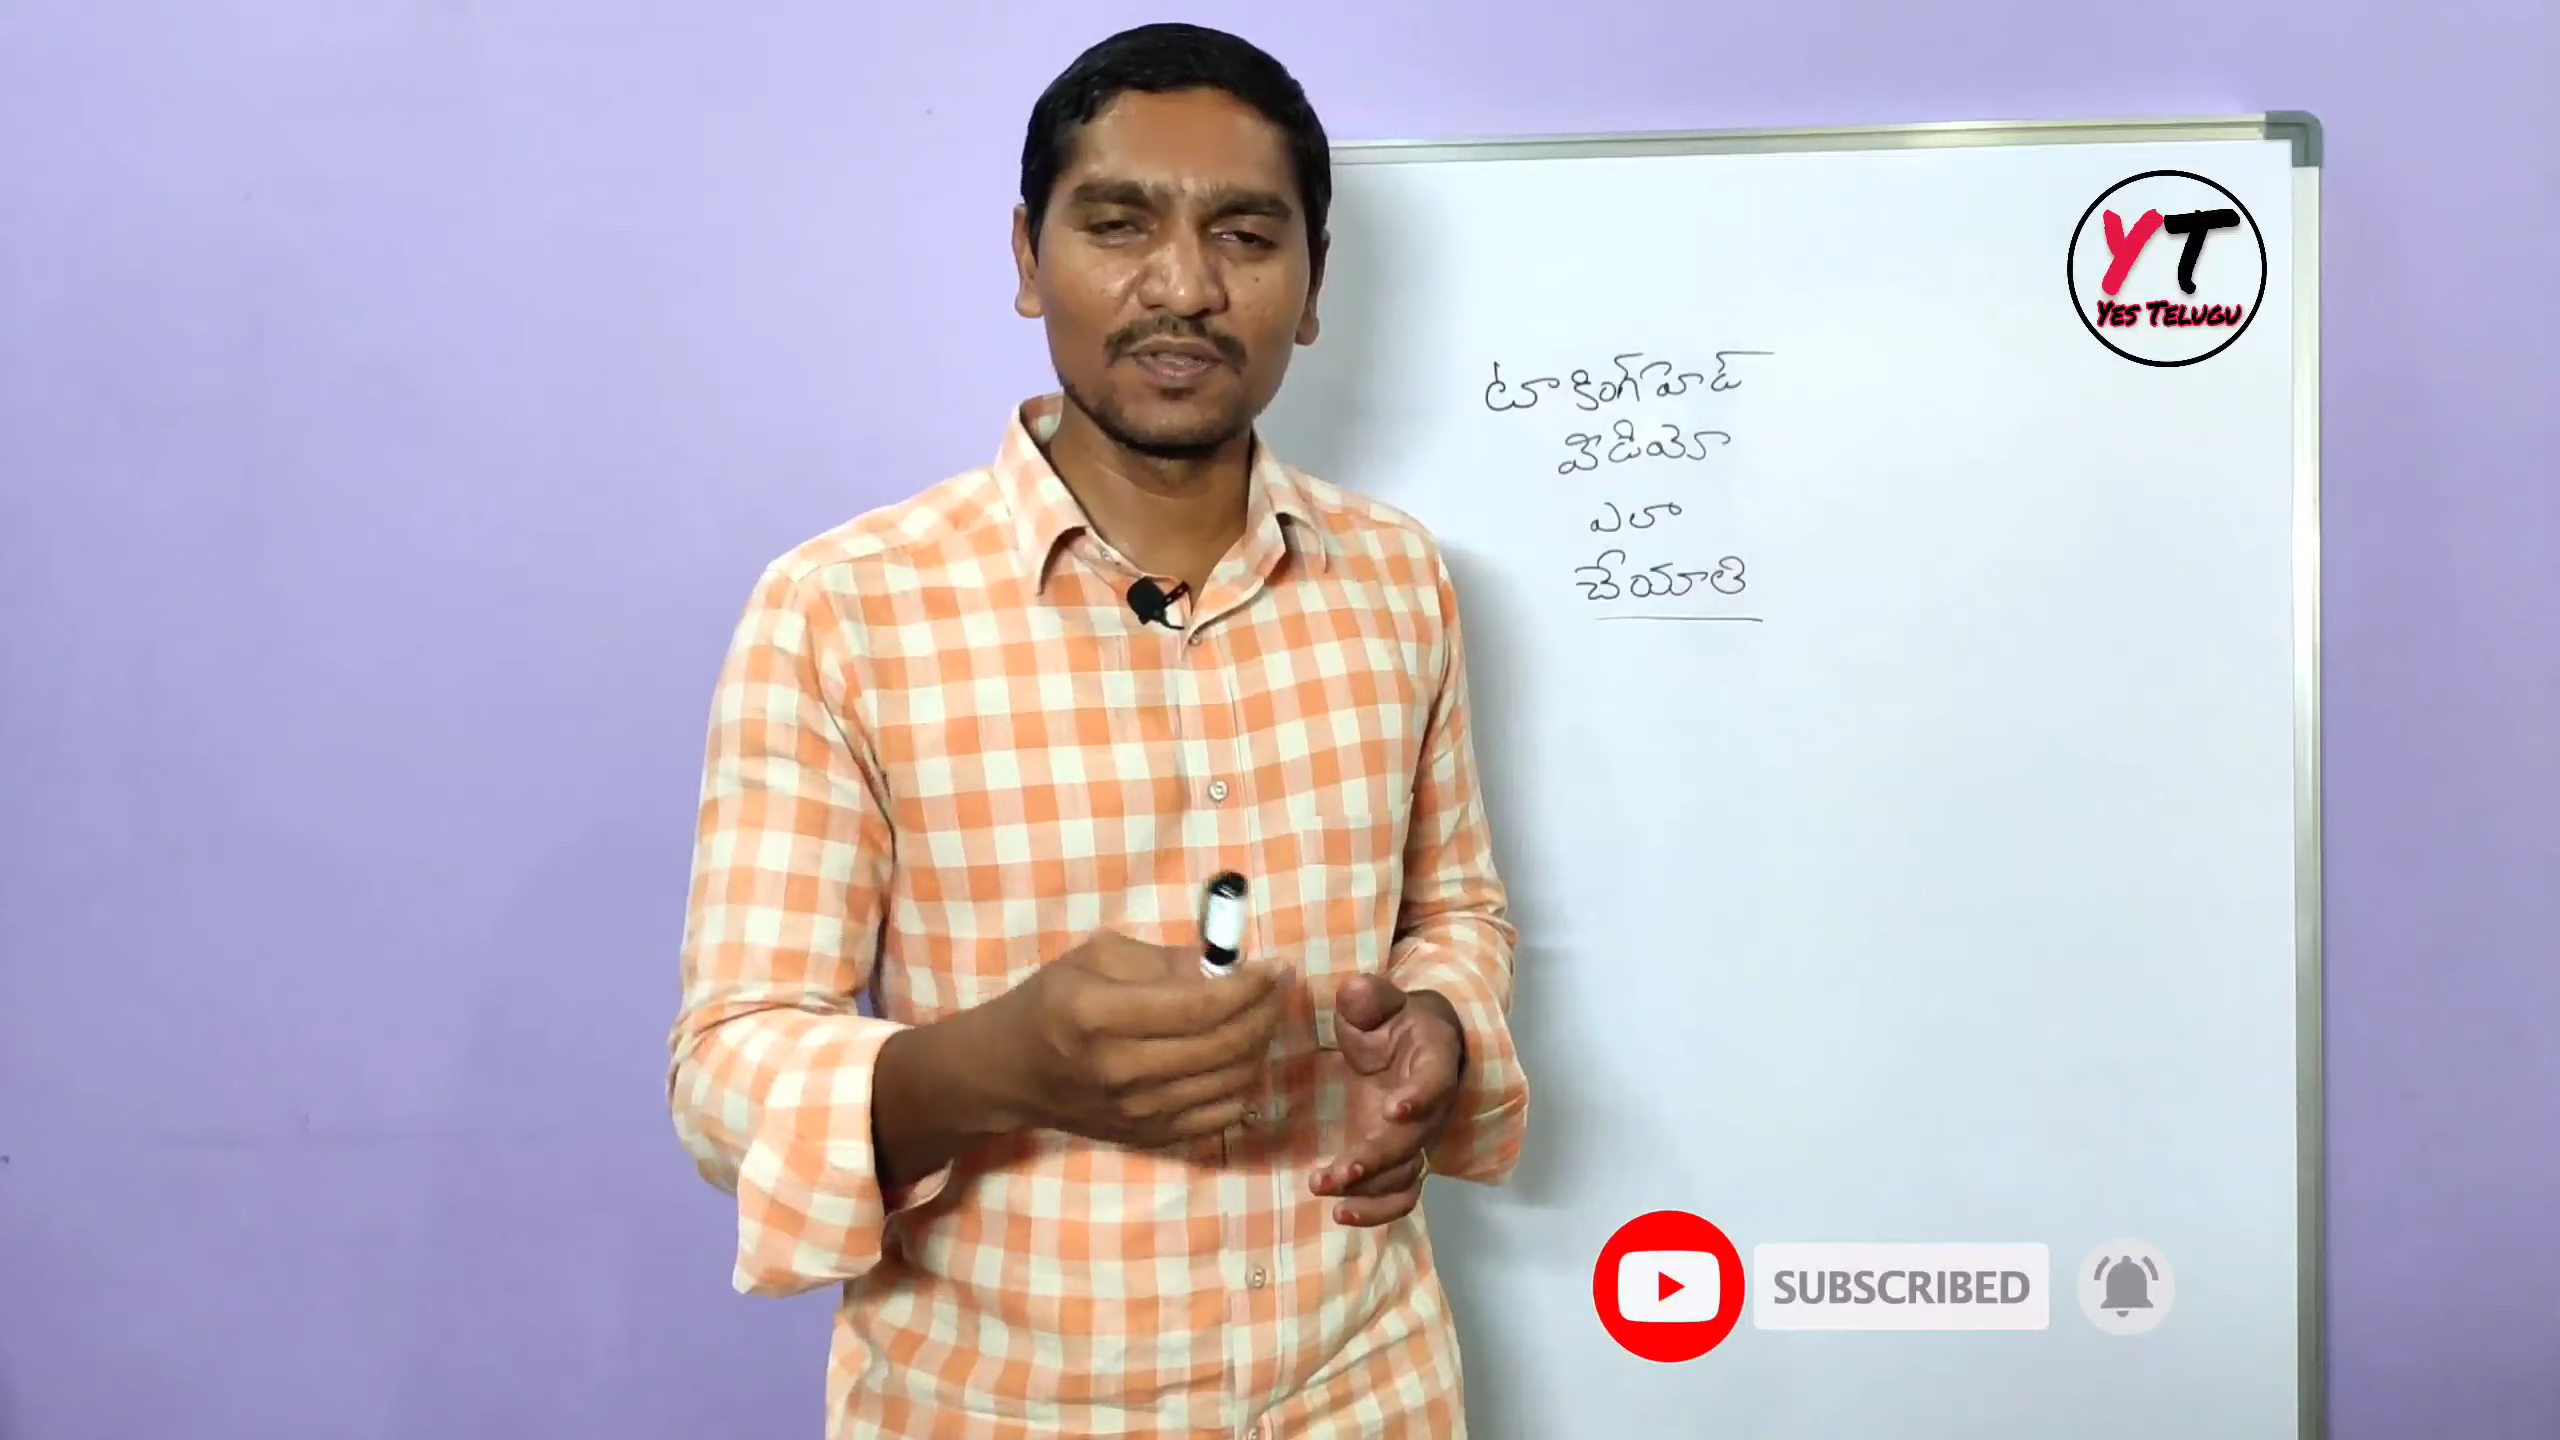 YT
YES TELUGU
టాకింగ్ హెడ్
వీడియో
ఎలా
చేయాలి
SUBSCRIBED